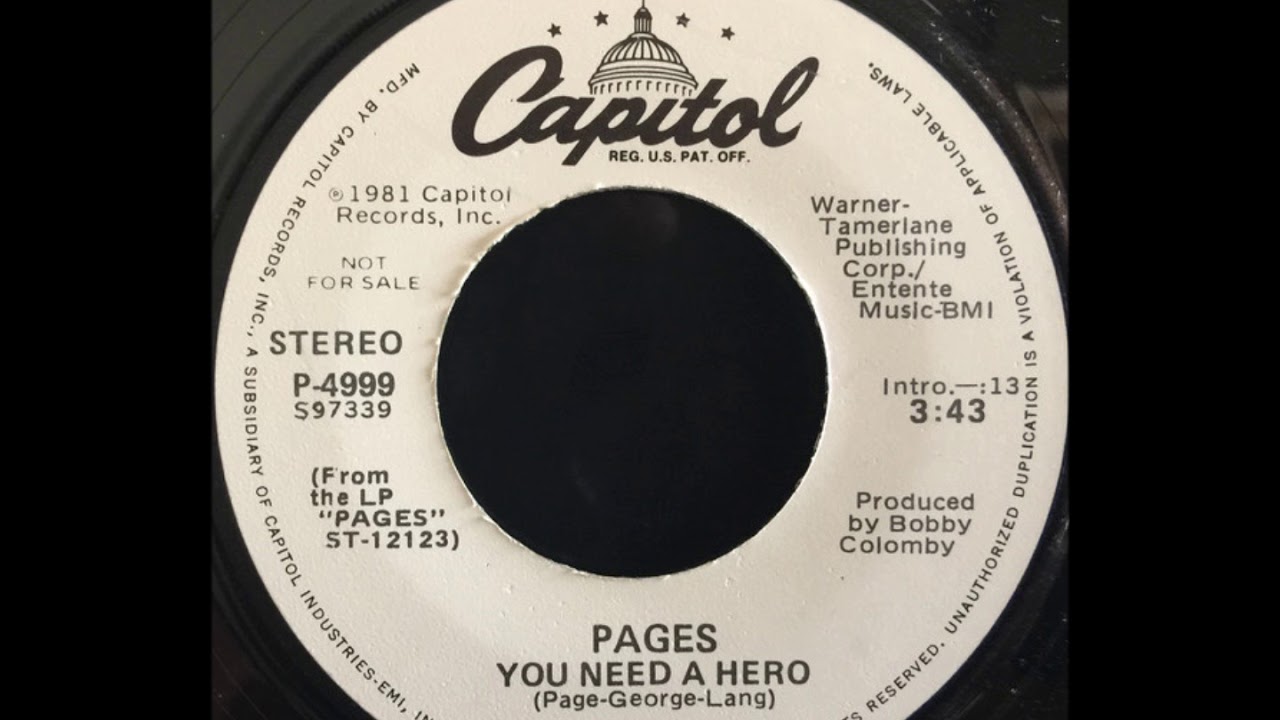 Capitol
REG. U.S. PAT. OFF.
MFD. BY CAPITOL RECORDS, INC., A SUBSIDIARY OF CAPITOL INDUSTRIES-EMI,
RESERVED. UNAUTHORIZED DUPLICATION IS A VIOLATION OF APPLICABLE LAWS.
℗1981 Capitol
Records, Inc.
NOT
FOR SALE
STEREO
P-4999
S97339
(From
the LP
"PAGES"
ST-12123)
Warner-
Tamerlane
Publishing
Corp./
Entente
Music-BMI
Intro.—:13
3:43
Produced
by Bobby
Colomby
PAGES
YOU NEED A HERO
(Page-George-Lang)